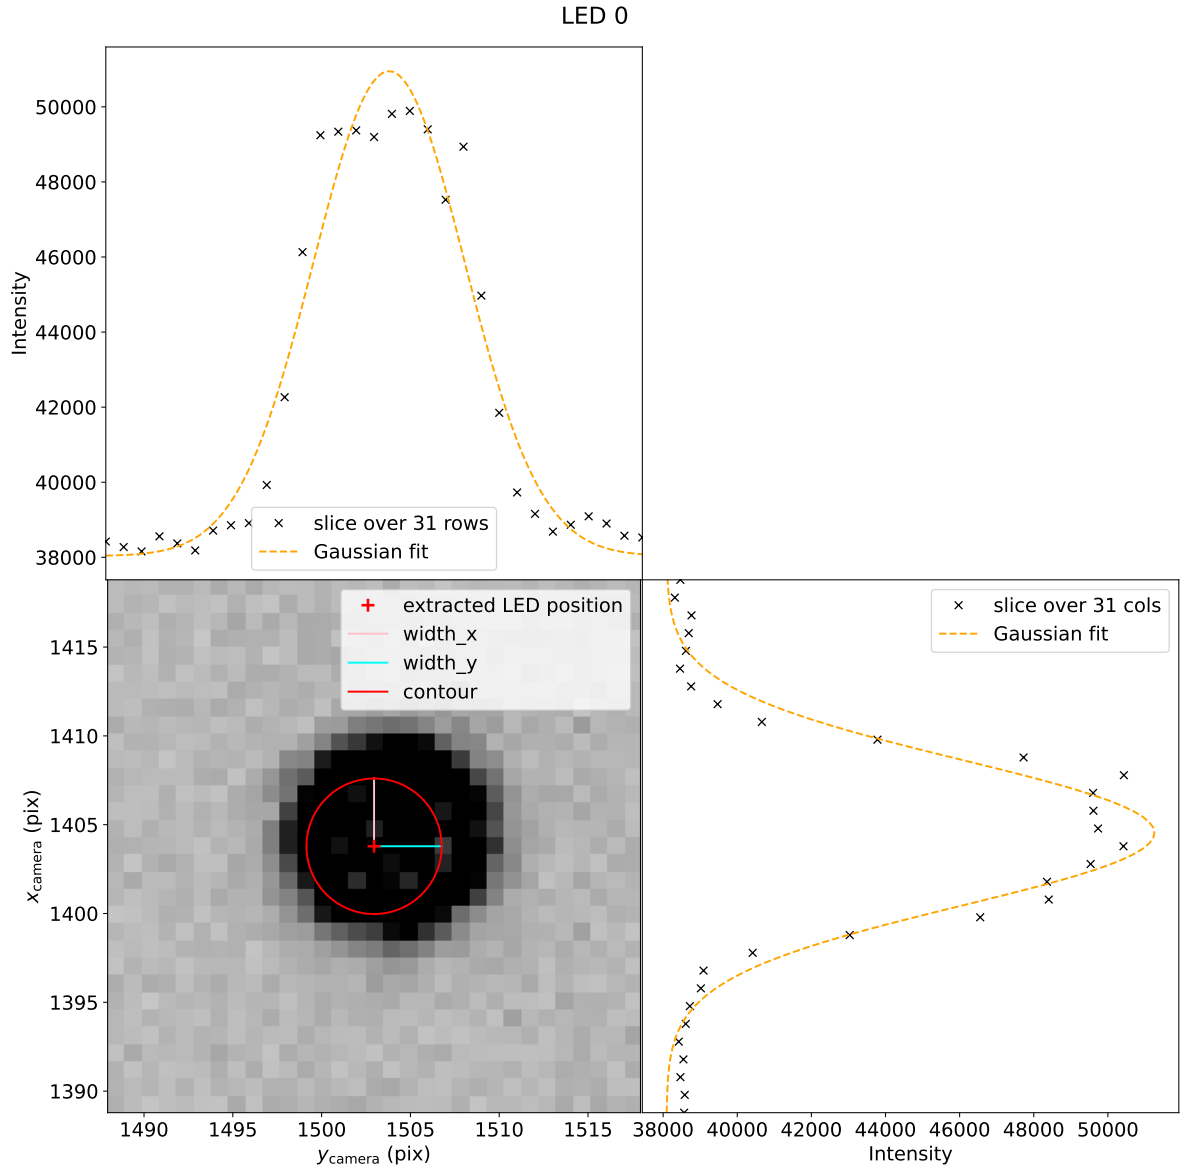 LED 0
Intensity
50000
48000
46000
44000
42000
40000
38000
slice over 31 rows
Gaussian fit
extracted LED position
width_x
width_y
contour
slice over 31 cols
Gaussian fit
x_camera (pix)
1415
1410
1405
1400
1395
1390
1490 1495 1500 1505 1510 1515
y_camera (pix)
38000 40000 42000 44000 46000 48000 50000
Intensity